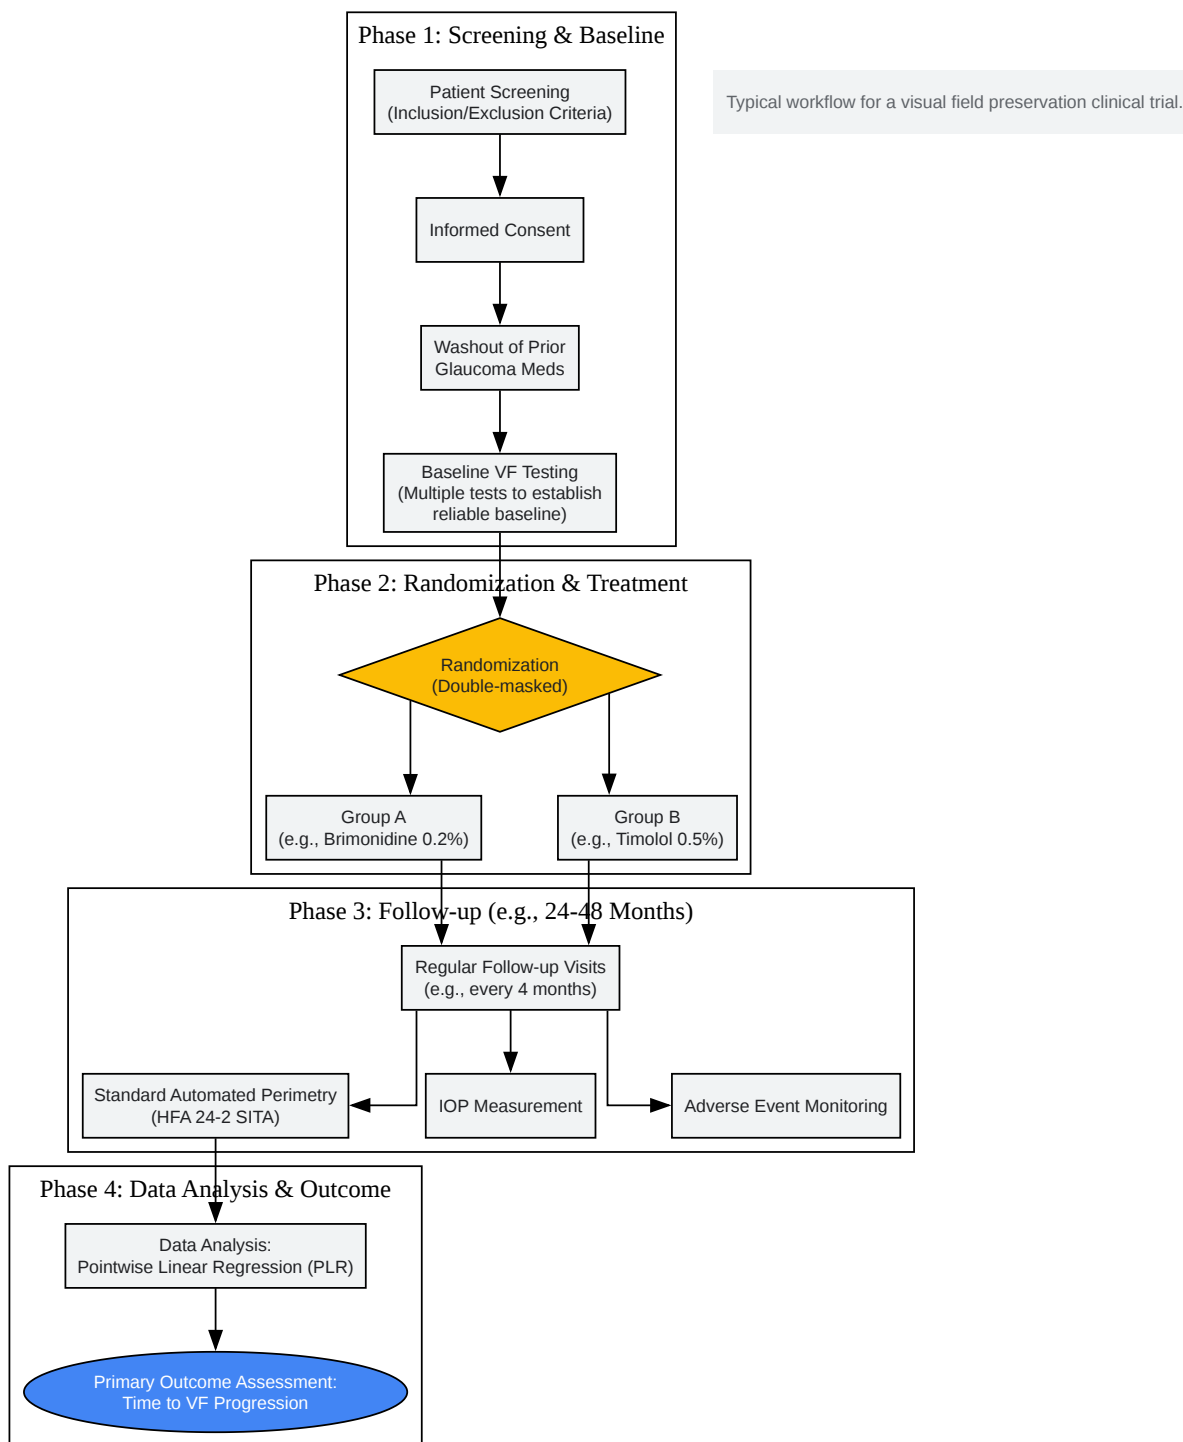 Phase 1: Screening & Baseline
Patient Screening
(Inclusion/Exclusion Criteria)
Typical workflow for a visual field preservation clinical trial.
Informed Consent
Washout of Prior
Glaucoma Meds
Baseline VF Testing
(Multiple tests to establish
reliable baseline)
Phase 2: Randomization & Treatment
Randomization
(Double-masked)
Group A
(e.g., Brimonidine 0.2%)
Group B
(e.g., Timolol 0.5%)
Phase 3: Follow-up (e.g., 24-48 Months)
Regular Follow-up Visits
(e.g., every 4 months)
Standard Automated Perimetry
(HFA 24-2 SITA)
IOP Measurement
Adverse Event Monitoring
Phase 4: Data Analysis & Outcome
Data Analysis:
Pointwise Linear Regression (PLR)
Primary Outcome Assessment:
Time to VF Progression